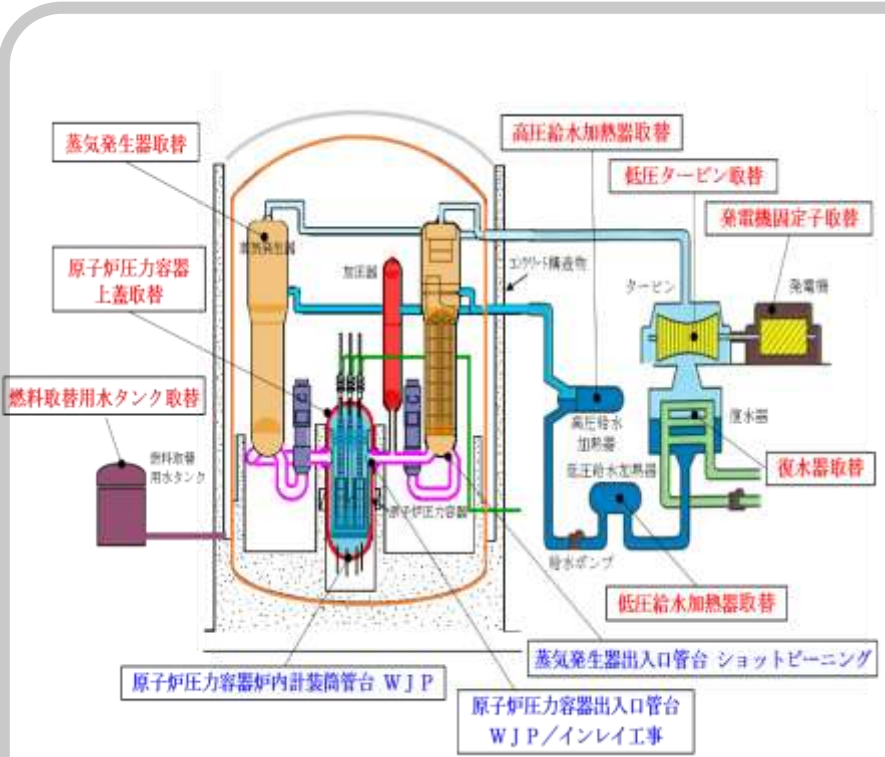 蒸気発生器取替
高圧給水加熱器取替
低圧タービン取替
発電機固定子取替
原子炉圧力容器
上蓋取替
蒸気発生器
加圧器
コンクリート構造物
タービン
発電機
燃料取替用水タンク取替
燃料取替
用水タンク
高圧給水
加熱器
復水器
低圧給水加熱器
復水器取替
原子炉圧力容器
給水ポンプ
低圧給水加熱器取替
蒸気発生器出入口管台 ショットピーニング
原子炉圧力容器炉内計装筒管台 ＷＪＰ
原子炉圧力容器出入口管台
ＷＪＰ／インレイ工事